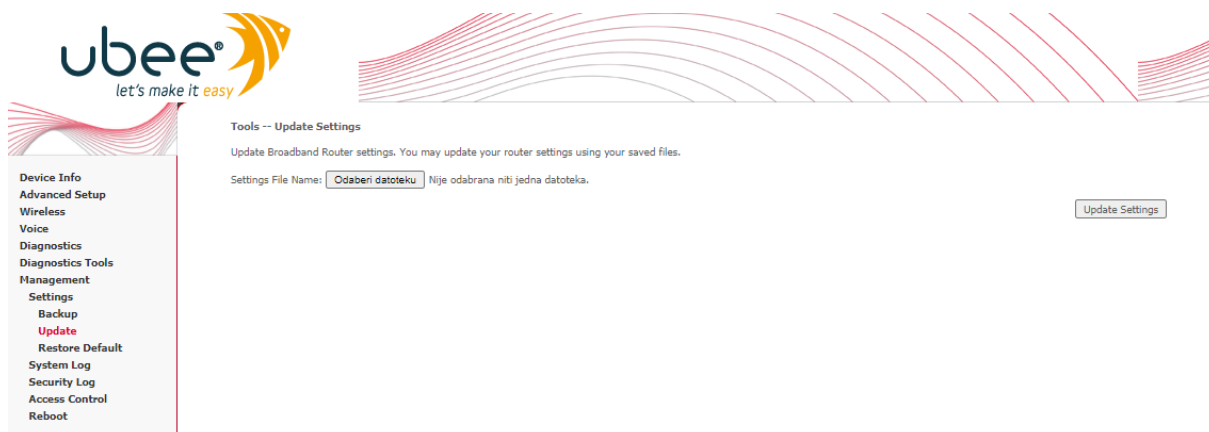 ubee®
let's make it easy
Tools -- Update Settings
Update Broadband Router settings. You may update your router settings using your saved files.
Settings File Name: Odaberi datoteku Nije odabrana niti jedna datoteka.
Update Settings
Device Info
Advanced Setup
Wireless
Voice
Diagnostics
Diagnostics Tools
Management
Settings
Backup
Update
Restore Default
System Log
Security Log
Access Control
Reboot